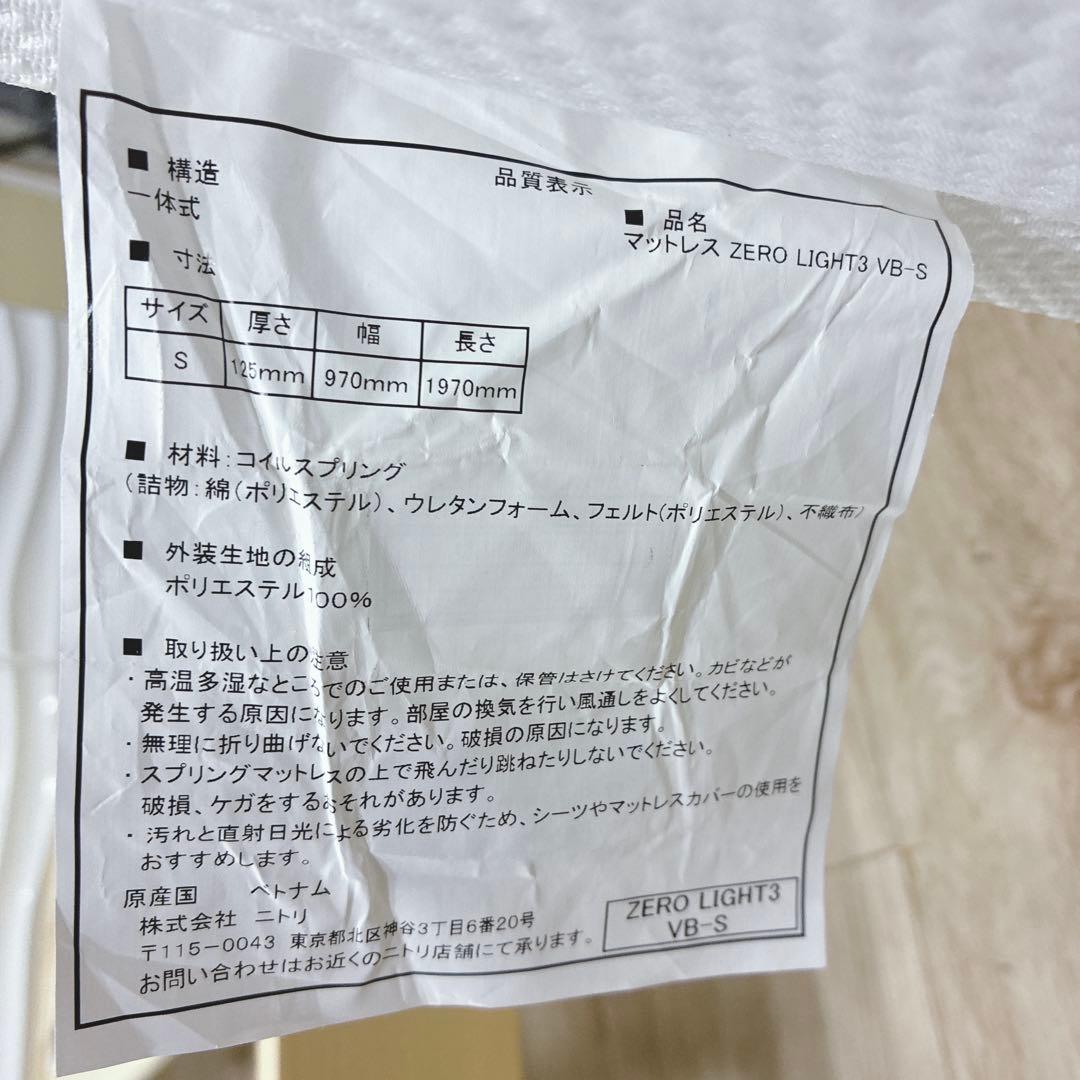 品質表示
■ 構造
一体式
■ 品名
マットレス ZERO LIGHT3 VB-S
■ 寸法
サイズ 厚さ 幅 長さ
S 125mm 970mm 1970mm
■ 材料:コイルスプリング
(詰物:綿(ポリエステル)、ウレタンフォーム、フェルト(ポリエステル)、不織布)
■ 外装生地の組成
ポリエステル100%
■ 取り扱い上の注意
・高温多湿なところでのご使用または、保管はさけてください。カビなどが
発生する原因になります。部屋の換気を行い風通しをよくしてください。
・無理に折り曲げないでください。破損の原因になります。
・スプリングマットレスの上で飛んだり跳ねたりしないでください。
破損、ケガをするおそれがあります。
・汚れと直射日光による劣化を防ぐため、シーツやマットレスカバーの使用を
おすすめします。
原産国 ベトナム
株式会社 ニトリ
〒115-0043 東京都北区神谷3丁目6番20号
お問い合わせはお近くのニトリ店舗にて承ります。
ZERO LIGHT3
VB-S